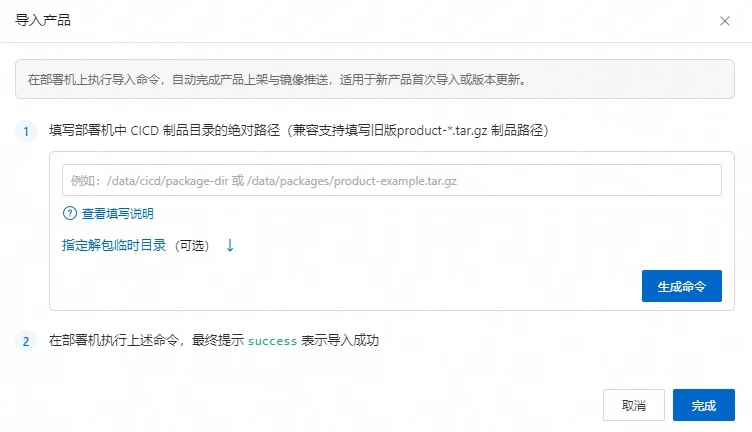 导入产品
在部署机上执行导入命令，自动完成产品上架与镜像推送，适用于新产品首次导入或版本更新。
1 填写部署机中 CICD 制品目录的绝对路径（兼容支持填写旧版product-*.tar.gz 制品路径）
例如：/data/cicd/package-dir 或 /data/packages/product-example.tar.gz
查看填写说明
指定解包临时目录（可选）↓
生成命令
2 在部署机执行上述命令，最终提示 success 表示导入成功
取消 完成